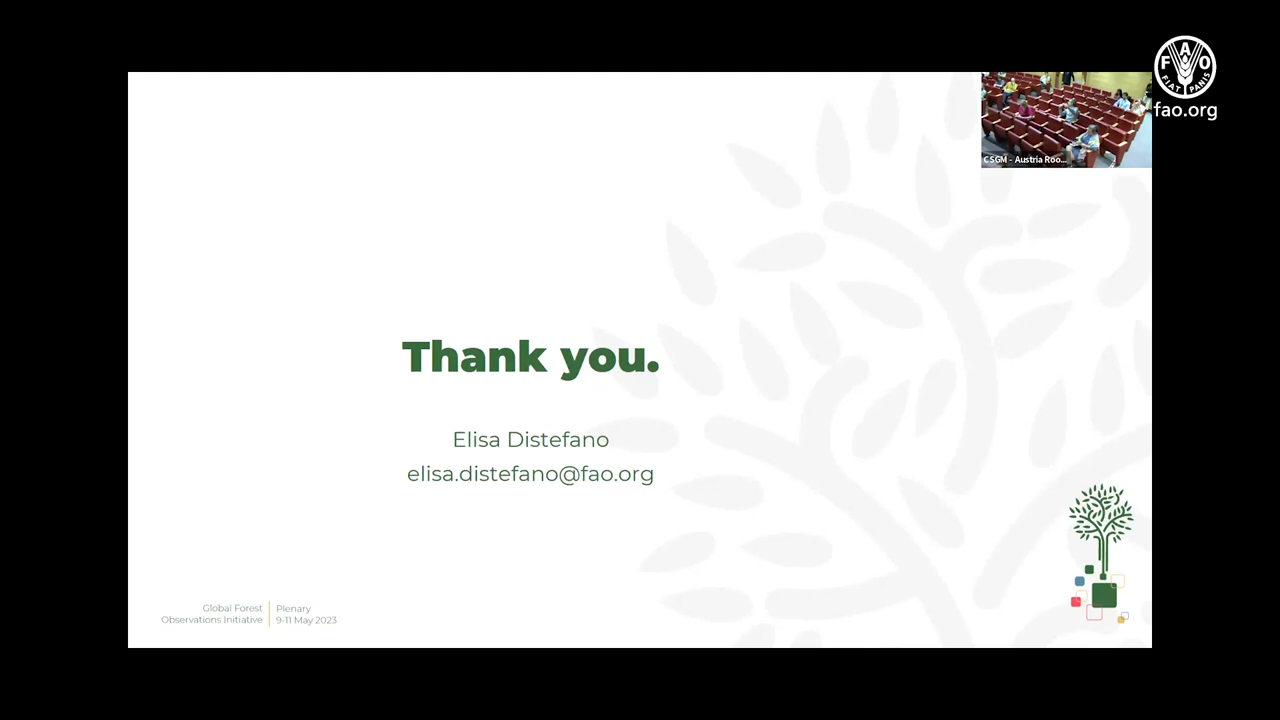 FAO
FIAT PANIS
fao.org
CSGM - Austria Roo...
Thank you.
Elisa Distefano
elisa.distefano@fao.org
Global Forest
Observations Initiative
Plenary
9-11 May 2023